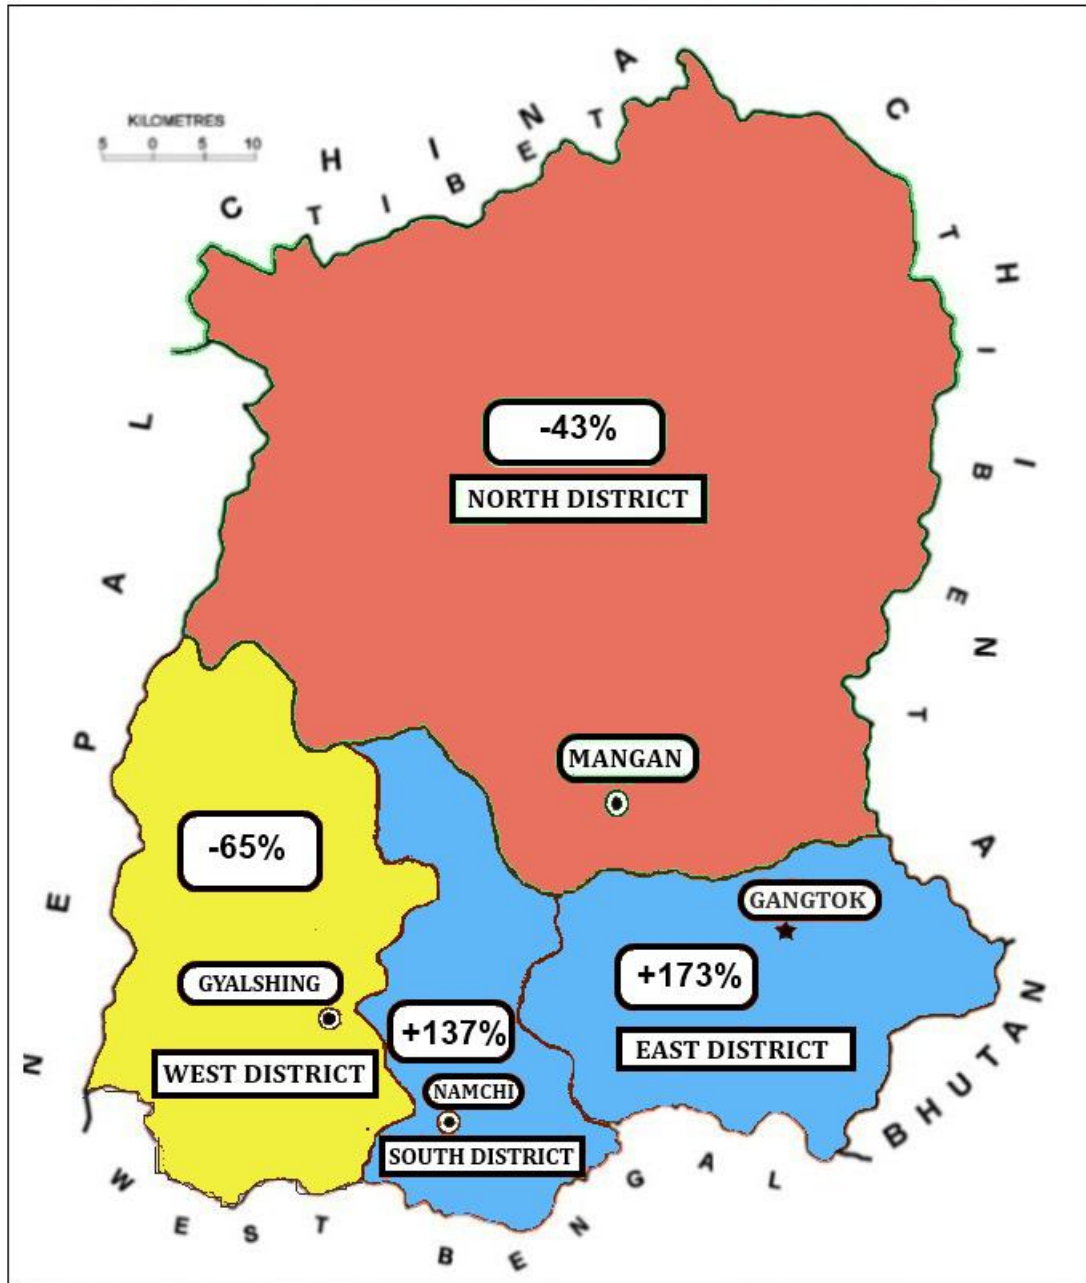 KILOMETRES
5 0 5 10
CHINA
TIBET
CHINA
TIBET
NEPAL
-43%
NORTH DISTRICT
MANGAN
-65%
GYALSHING
WEST DISTRICT
+137%
NAMCHI
SOUTH DISTRICT
GANGTOK
+173%
EAST DISTRICT
BHUTAN
WEST BENGAL